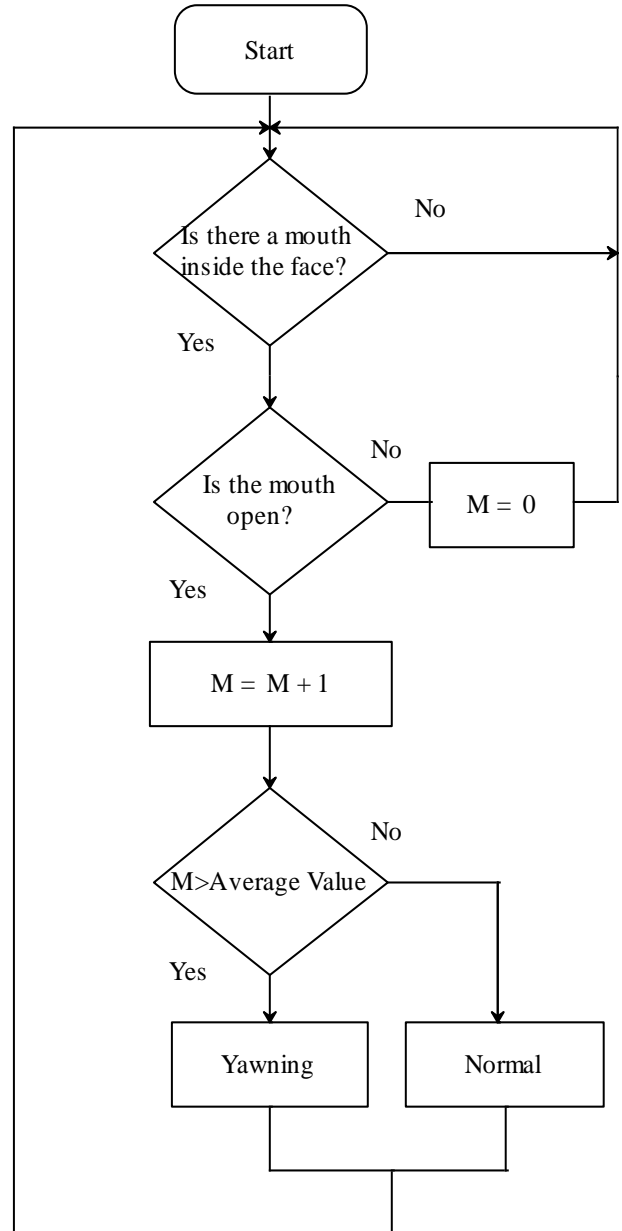 Start
No
Is there a mouth
inside the face?
Yes
No
Is the mouth
open?
M = 0
Yes
M = M + 1
No
M>Average Value
Yes
Yawning
Normal